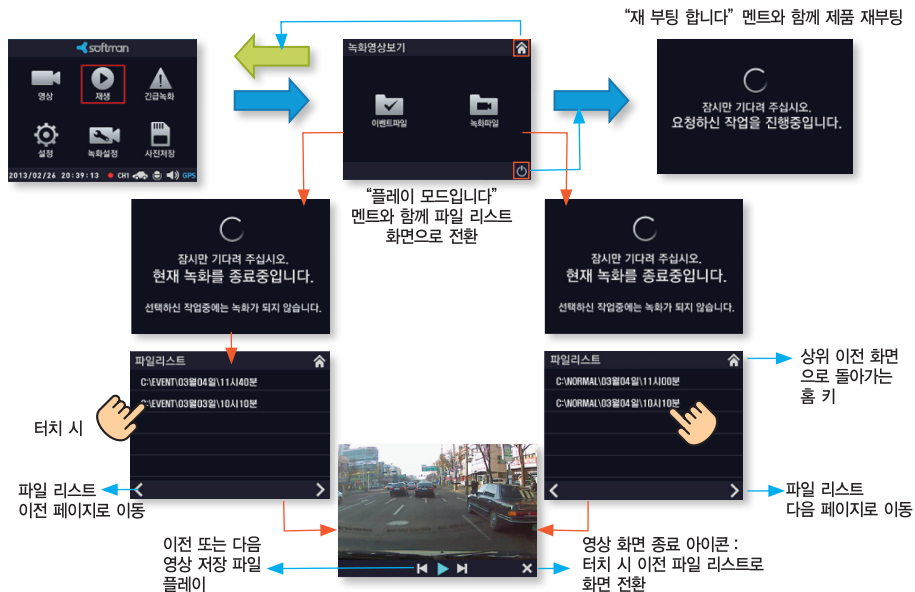 "재 부팅 합니다" 멘트와 함께 제품 재부팅
softman
영상
재생
긴급녹화
설정
녹화설정
사진저장
2013/02/26 20:39:13 CH1 GPS
녹화영상보기
이벤트파일
녹화파일
잠시만 기다려 주십시오.
요청하신 작업을 진행중입니다.
"플레이 모드입니다"
멘트와 함께 파일 리스트
화면으로 전환
잠시만 기다려 주십시오.
현재 녹화를 종료중입니다.
선택하신 작업중에는 녹화가 되지 않습니다.
잠시만 기다려 주십시오.
현재 녹화를 종료중입니다.
선택하신 작업중에는 녹화가 되지 않습니다.
파일리스트
C:\EVENT\03월04일\11시40분
C:\EVENT\03월03일\10시10분
터치 시
파일 리스트
이전 페이지로 이동
파일리스트
C:\NORMAL\03월04일\11시00분
C:\NORMAL\03월04일\10시10분
상위 이전 화면
으로 돌아가는
홈 키
파일 리스트
다음 페이지로 이동
이전 또는 다음
영상 저장 파일
플레이
영상 화면 종료 아이콘 :
터치 시 이전 파일 리스트로
화면 전환